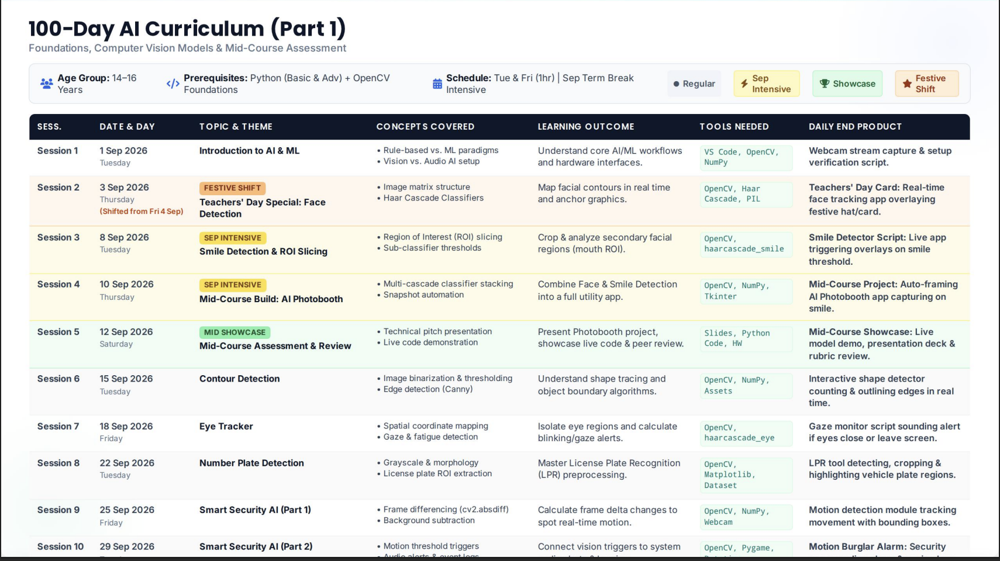 100-Day AI Curriculum (Part 1)
Foundations, Computer Vision Models & Mid-Course Assessment
Age Group: 14–16
Years
Prerequisites: Python (Basic & Adv) + OpenCV
Foundations
Schedule: Tue & Fri (1hr) | Sep Term Break
Intensive
Regular
Sep
Intensive
Showcase
Festive
Shift
SESS.
DATE & DAY
TOPIC & THEME
CONCEPTS COVERED
LEARNING OUTCOME
TOOLS NEEDED
DAILY END PRODUCT
Session 1
1 Sep 2026
Tuesday
Introduction to AI & ML
• Rule-based vs. ML paradigms
• Vision vs. Audio AI setup
Understand core AI/ML workflows
and hardware interfaces.
VS Code, OpenCV,
NumPy
Webcam stream capture & setup
verification script.
Session 2
3 Sep 2026
Thursday
(Shifted from Fri 4 Sep)
FESTIVE SHIFT
Teachers' Day Special: Face
Detection
• Image matrix structure
• Haar Cascade Classifiers
Map facial contours in real time
and anchor graphics.
OpenCV, Haar
Cascade, PIL
Teachers' Day Card: Real-time
face tracking app overlaying
festive hat/card.
Session 3
8 Sep 2026
Tuesday
SEP INTENSIVE
Smile Detection & ROI Slicing
• Region of Interest (ROI) slicing
• Sub-classifier thresholds
Crop & analyze secondary facial
regions (mouth ROI).
OpenCV,
haarcascade_smile
Smile Detector Script: Live app
triggering overlays on smile
threshold.
Session 4
10 Sep 2026
Thursday
SEP INTENSIVE
Mid-Course Build: AI Photobooth
• Multi-cascade classifier stacking
• Snapshot automation
Combine Face & Smile Detection
into a full utility app.
OpenCV, NumPy,
Tkinter
Mid-Course Project: Auto-framing
AI Photobooth app capturing on
smile.
Session 5
12 Sep 2026
Saturday
MID SHOWCASE
Mid-Course Assessment & Review
• Technical pitch presentation
• Live code demonstration
Present Photobooth project,
showcase live code & peer review.
Slides, Python
Code, HW
Mid-Course Showcase: Live
model demo, presentation deck &
rubric review.
Session 6
15 Sep 2026
Tuesday
Contour Detection
• Image binarization & thresholding
• Edge detection (Canny)
Understand shape tracing and
object boundary algorithms.
OpenCV, NumPy,
Assets
Interactive shape detector
counting & outlining edges in real
time.
Session 7
18 Sep 2026
Friday
Eye Tracker
• Spatial coordinate mapping
• Gaze & fatigue detection
Isolate eye regions and calculate
blinking/gaze alerts.
OpenCV,
haarcascade_eye
Gaze monitor script sounding alert
if eyes close or leave screen.
Session 8
22 Sep 2026
Tuesday
Number Plate Detection
• Grayscale & morphology
• License plate ROI extraction
Master License Plate Recognition
(LPR) preprocessing.
OpenCV,
Matplotlib,
Dataset
LPR tool detecting, cropping &
highlighting vehicle plate regions.
Session 9
25 Sep 2026
Friday
Smart Security AI (Part 1)
• Frame differencing (cv2.absdiff)
• Background subtraction
Calculate frame delta changes to
spot real-time motion.
OpenCV, NumPy,
Webcam
Motion detection module tracking
movement with bounding boxes.
Session 10
29 Sep 2026
Smart Security AI (Part 2)
• Motion threshold triggers
• Audio alerts & event logs
Connect vision triggers to system
OpenCV, Pygame,
Motion Burglar Alarm: Security